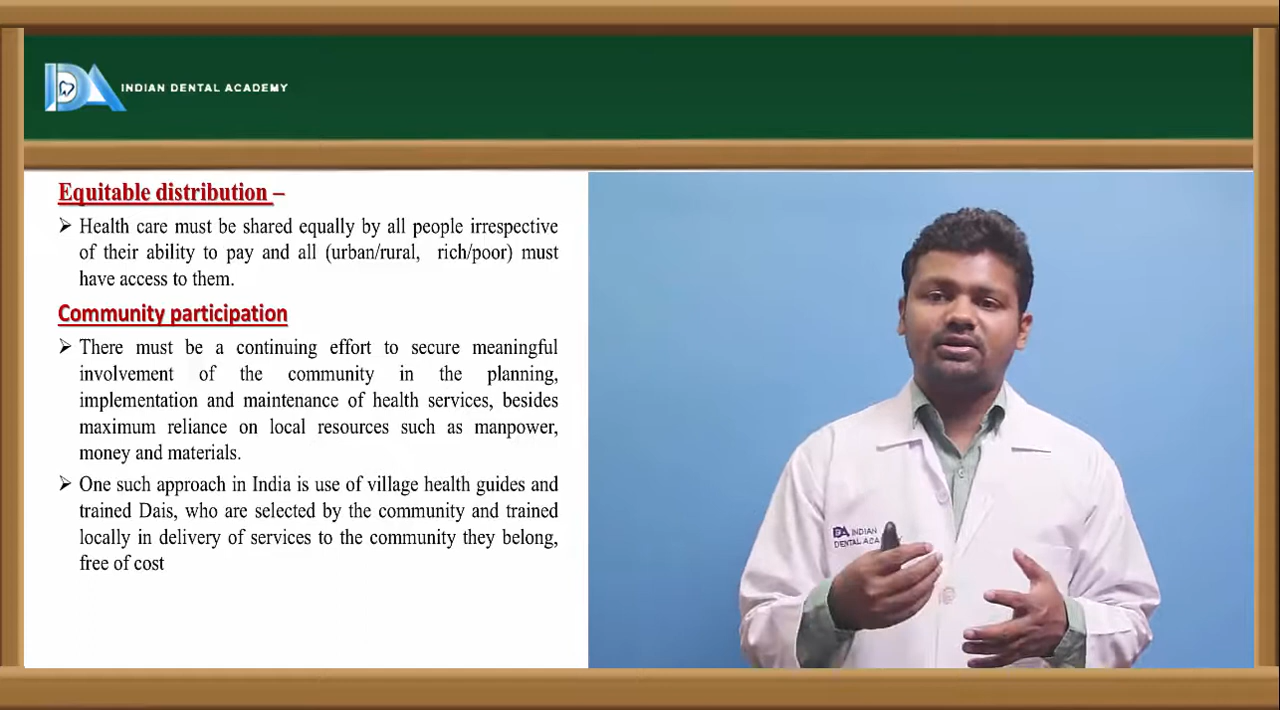 IDA INDIAN DENTAL ACADEMY
Equitable distribution –
➢ Health care must be shared equally by all people irrespective
of their ability to pay and all (urban/rural, rich/poor) must
have access to them.
Community participation
➢ There must be a continuing effort to secure meaningful
involvement of the community in the planning,
implementation and maintenance of health services, besides
maximum reliance on local resources such as manpower,
money and materials.
➢ One such approach in India is use of village health guides and
trained Dais, who are selected by the community and trained
locally in delivery of services to the community they belong,
free of cost
IDA INDIAN
DENTAL ACA